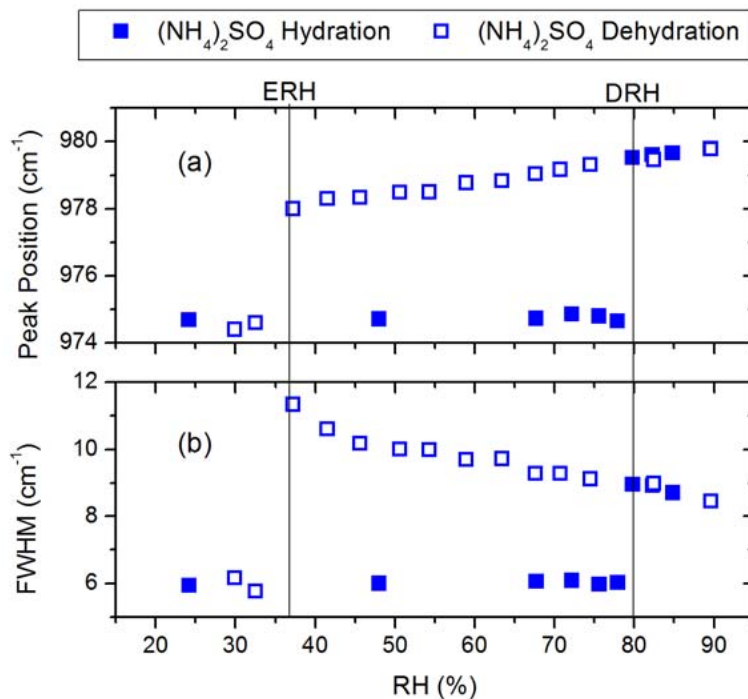 (NH₄)₂SO₄ Hydration (NH₄)₂SO₄ Dehydration
ERH DRH
(a)
Peak Position (cm⁻¹)
980
978
976
974
(b)
FWHM (cm⁻¹)
12
10
8
6
20 30 40 50 60 70 80 90
RH (%)